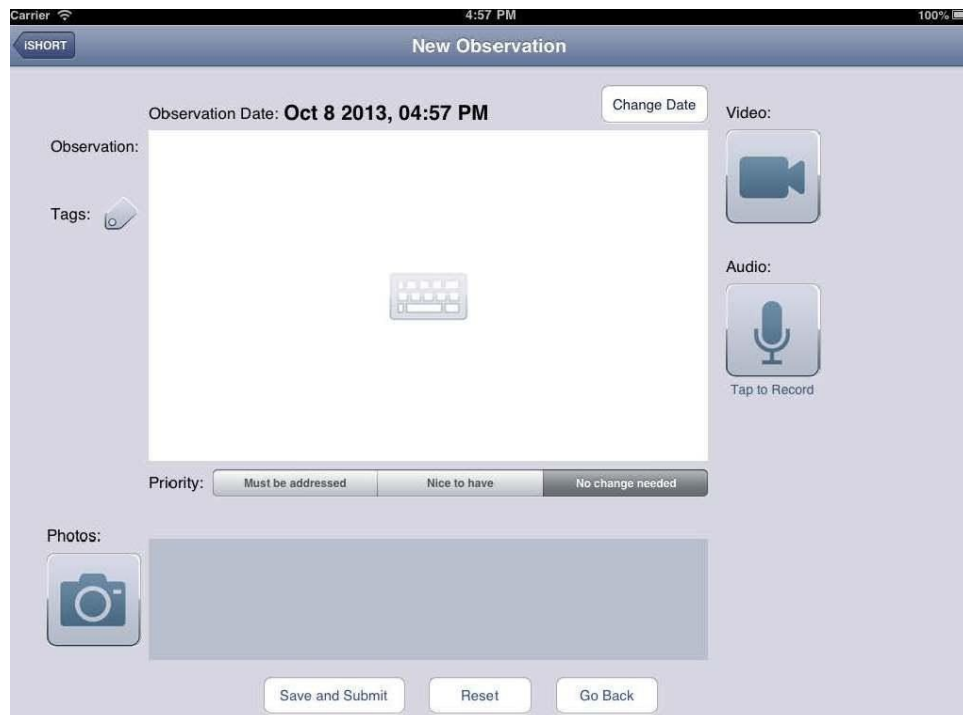 Carrier 4:57 PM 100%
iSHORT New Observation
Observation Date: Oct 8 2013, 04:57 PM Change Date
Video:
Observation:
Tags:
Audio:
Tap to Record
Priority: Must be addressed Nice to have No change needed
Photos:
Save and Submit Reset Go Back